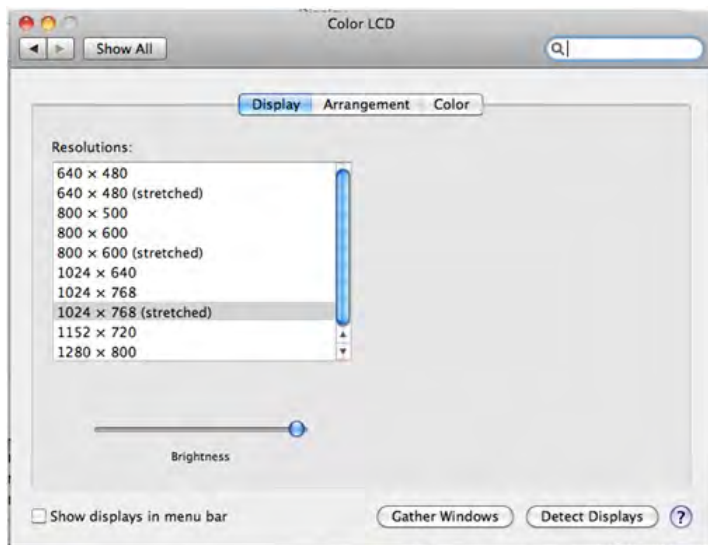 Color LCD
Show All
Display Arrangement Color
Resolutions:
640 × 480
640 × 480 (stretched)
800 × 500
800 × 600
800 × 600 (stretched)
1024 × 640
1024 × 768
1024 × 768 (stretched)
1152 × 720
1280 × 800
Brightness
Show displays in menu bar Gather Windows Detect Displays ?